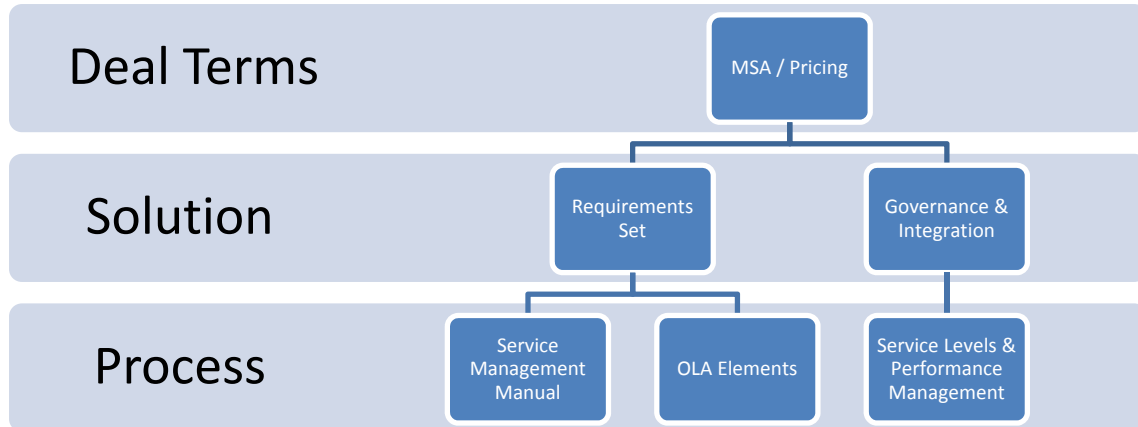 Deal Terms
MSA / Pricing
Solution
Requirements
Set
Governance &
Integration
Process
Service
Management
Manual
OLA Elements
Service Levels &
Performance
Management